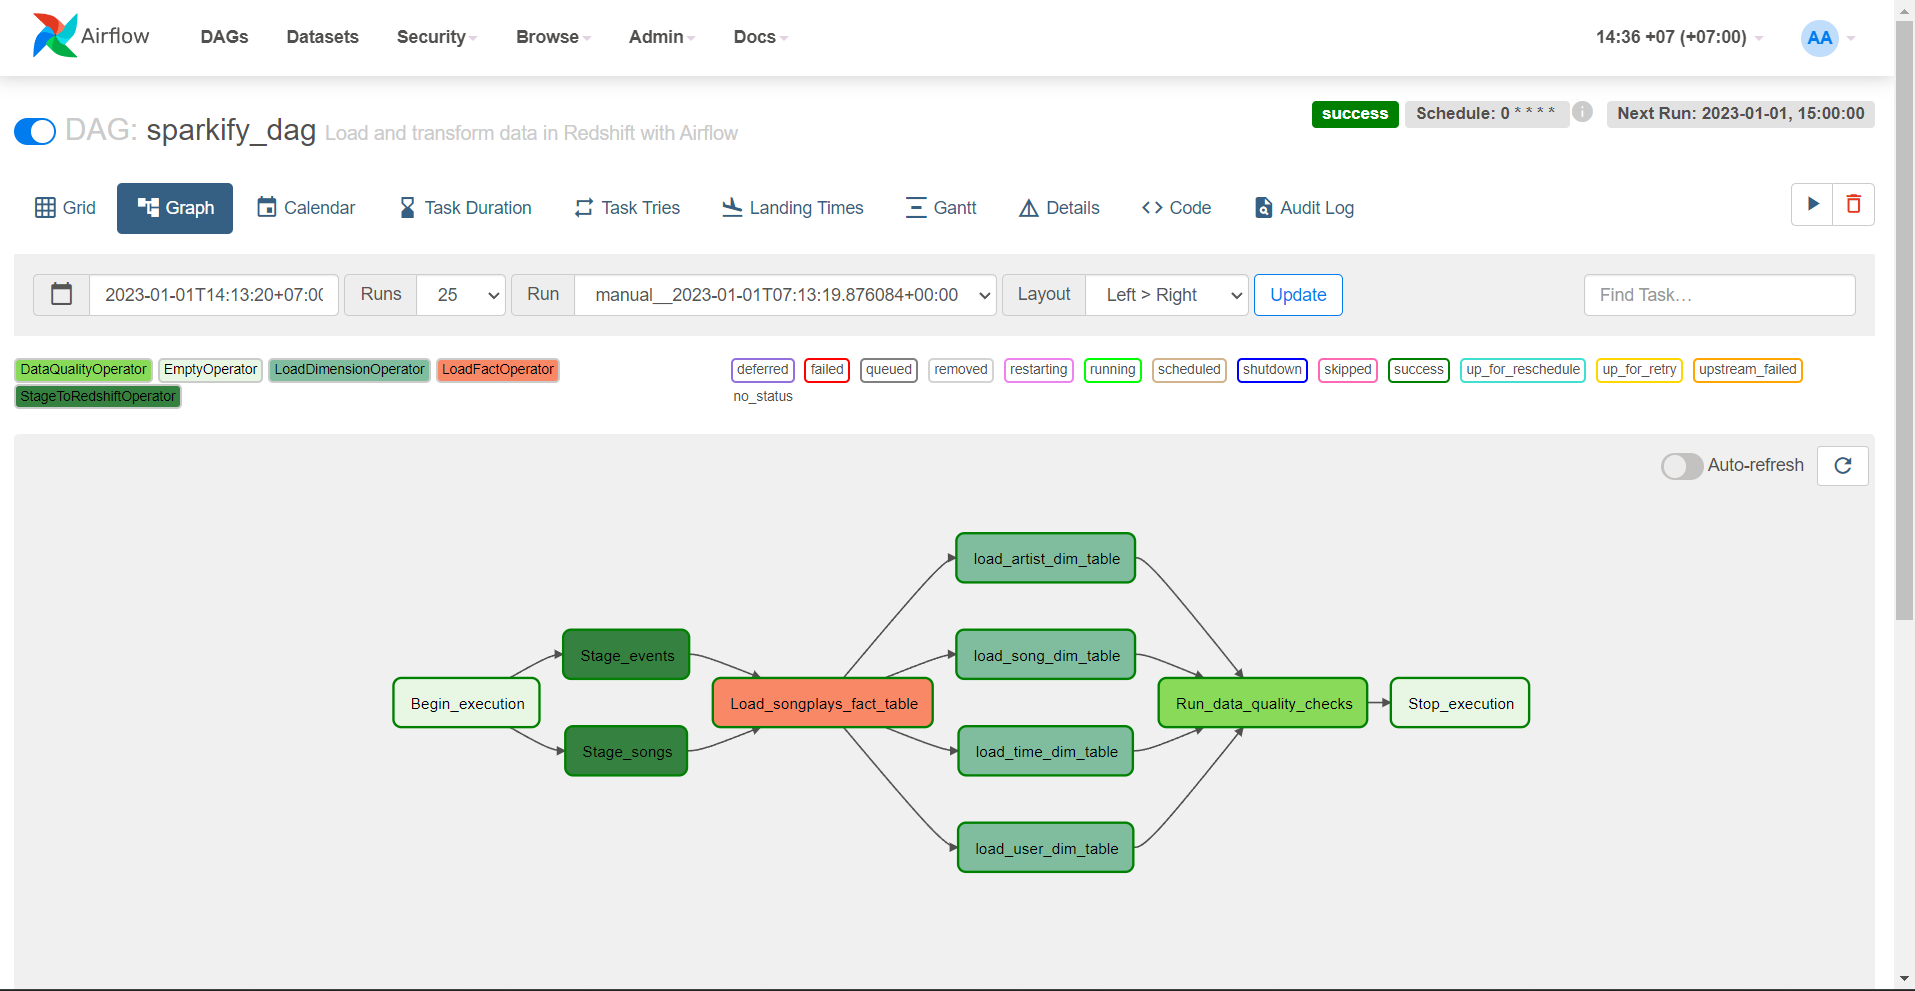 Airflow DAGs Datasets Security Browse Admin Docs 14:36 +07 (+07:00) AA
DAG: sparkify_dag Load and transform data in Redshift with Airflow success Schedule: 0 * * * * i Next Run: 2023-01-01, 15:00:00
Grid Graph Calendar Task Duration Task Tries Landing Times Gantt Details Code Audit Log
2023-01-01T14:13:20+07:00 Runs 25 Run manual__2023-01-01T07:13:19.876084+00:00 Layout Left > Right Update Find Task…
DataQualityOperator EmptyOperator LoadDimensionOperator LoadFactOperator deferred failed queued removed restarting running scheduled shutdown skipped success up_for_reschedule up_for_retry upstream_failed
StageToRedshiftOperator no_status
Auto-refresh
load_artist_dim_table
Stage_events load_song_dim_table
Begin_execution Load_songplays_fact_table Run_data_quality_checks Stop_execution
Stage_songs load_time_dim_table
load_user_dim_table